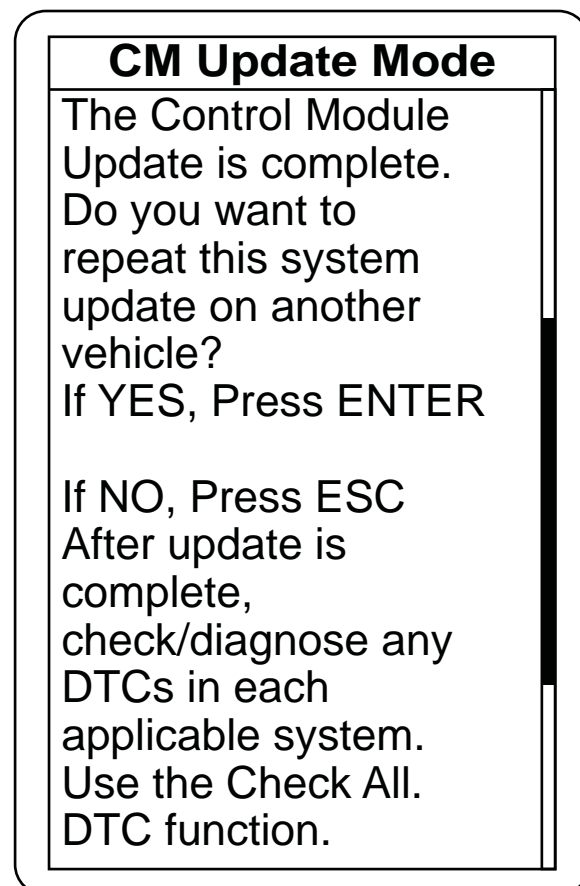 CM Update Mode
The Control Module
Update is complete.
Do you want to
repeat this system
update on another
vehicle?
If YES, Press ENTER
If NO, Press ESC
After update is
complete,
check/diagnose any
DTCs in each
applicable system.
Use the Check All.
DTC function.